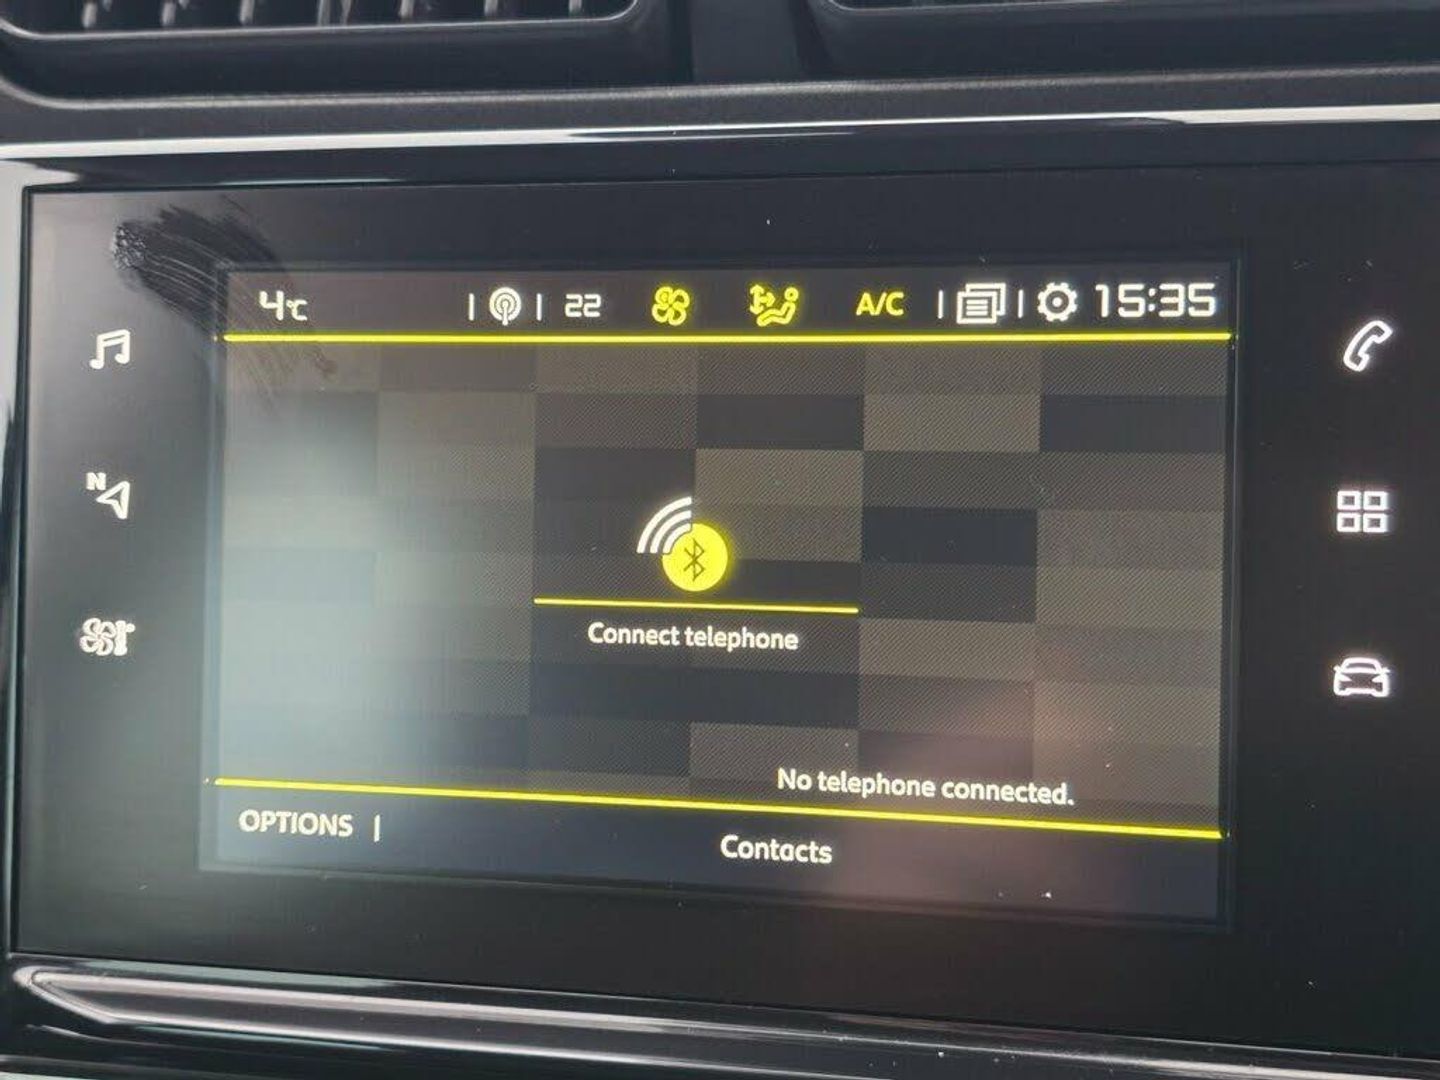 4°C 22 A/C 15:35
N
Connect telephone
No telephone connected.
OPTIONS
Contacts